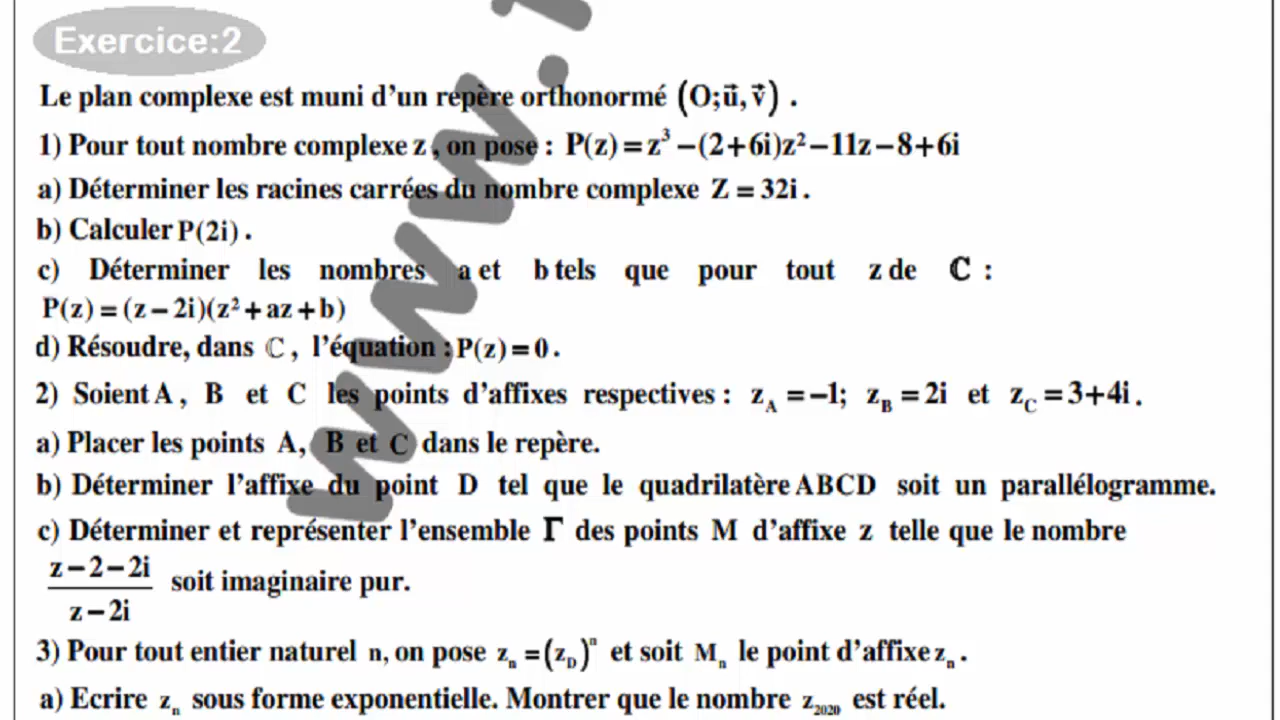 Exercice:2
Le plan complexe est muni d'un repère orthonormé (O;u⃗,v⃗) .
1) Pour tout nombre complexe z , on pose : P(z)=z³−(2+6i)z²−11z−8+6i
a) Déterminer les racines carrées du nombre complexe Z = 32i .
b) Calculer P(2i) .
c) Déterminer les nombres a et b tels que pour tout z de ℂ :
P(z)=(z−2i)(z²+az+b)
d) Résoudre, dans ℂ , l'équation : P(z)=0 .
2) Soient A , B et C les points d'affixes respectives : z_A =−1; z_B =2i et z_C =3+4i .
a) Placer les points A, B et C dans le repère.
b) Déterminer l'affixe du point D tel que le quadrilatère ABCD soit un parallélogramme.
c) Déterminer et représenter l'ensemble Γ des points M d'affixe z telle que le nombre
z−2−2i
soit imaginaire pur.
z−2i
3) Pour tout entier naturel n, on pose z_n =(z_D)^n et soit M_n le point d'affixe z_n .
a) Ecrire z_n sous forme exponentielle. Montrer que le nombre z_2020 est réel.
www.